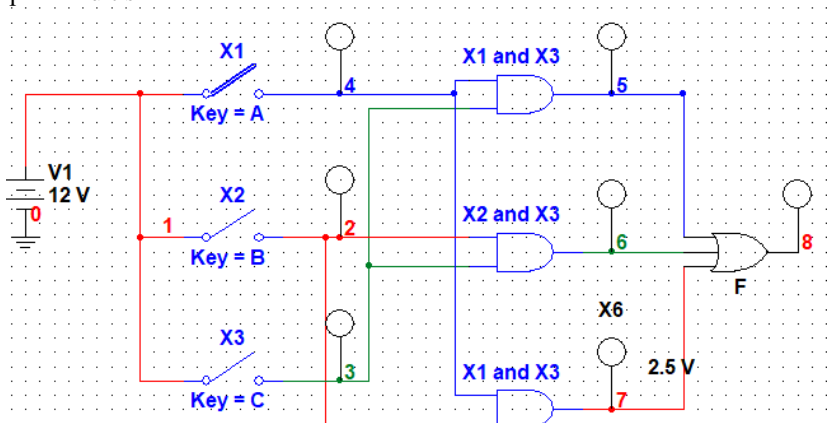 X1
Key = A
4
X1 and X3
5
V1
12 V
0
1
X2
Key = B
2
X2 and X3
6
8
F
X3
Key = C
3
X6
2.5 V
X1 and X3
7